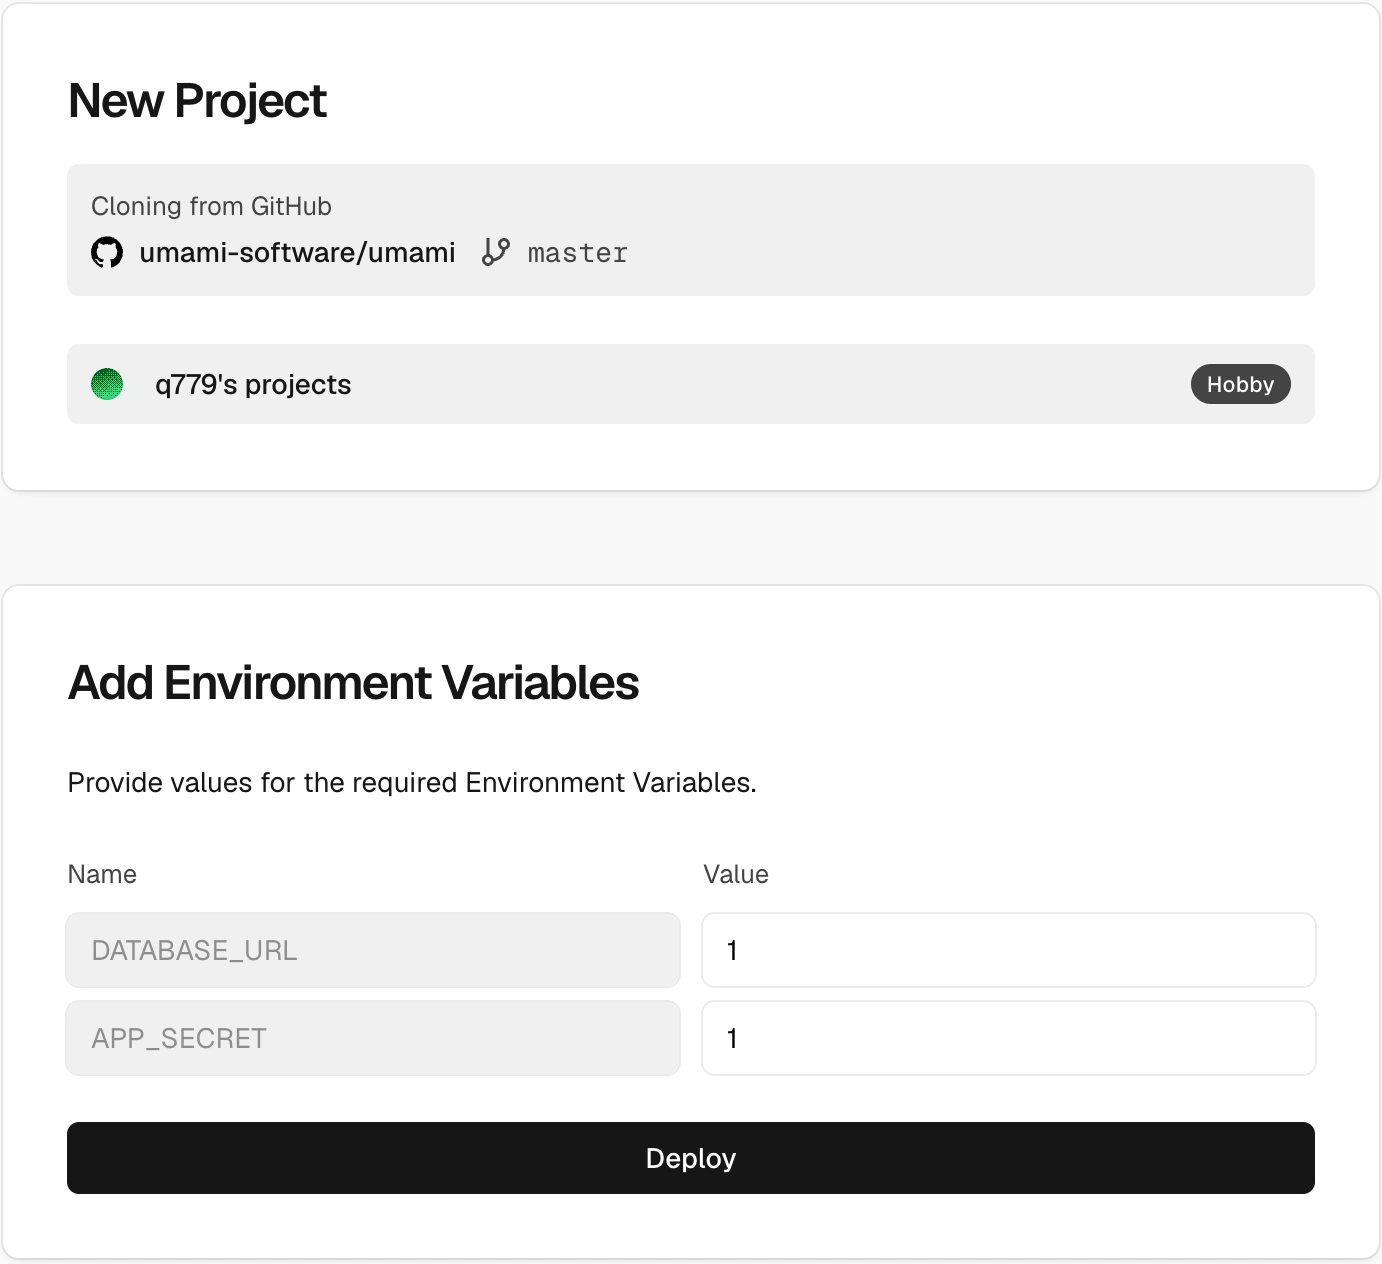 New Project
Cloning from GitHub
umami-software/umami master
q779's projects Hobby
Add Environment Variables
Provide values for the required Environment Variables.
Name Value
DATABASE_URL 1
APP_SECRET 1
Deploy